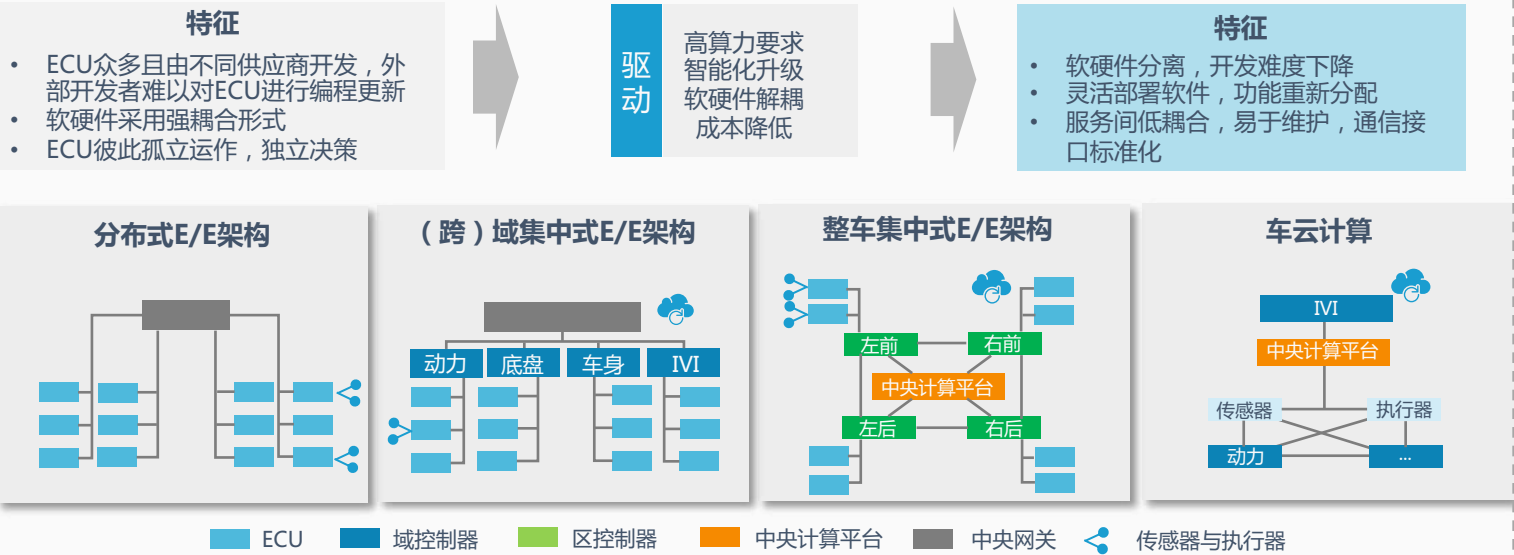 特征
• ECU众多且由不同供应商开发，外
部开发者难以对ECU进行编程更新
• 软硬件采用强耦合形式
• ECU彼此孤立运作，独立决策
驱
动
高算力要求
智能化升级
软硬件解耦
成本降低
特征
• 软硬件分离，开发难度下降
• 灵活部署软件，功能重新分配
• 服务间低耦合，易于维护，通信接
口标准化
分布式E/E架构
（跨）域集中式E/E架构
动力 底盘 车身 IVI
整车集中式E/E架构
左前 右前
中央计算平台
左后 右后
车云计算
IVI
中央计算平台
传感器 执行器
动力 ...
ECU 域控制器 区控制器 中央计算平台 中央网关 传感器与执行器